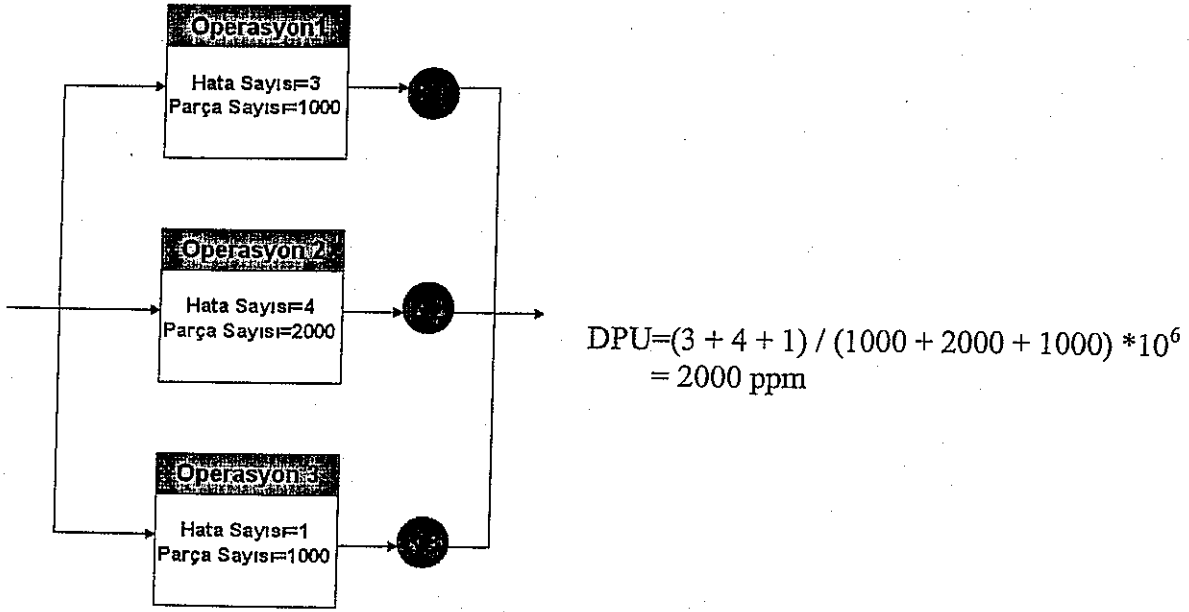 Operasyon1
Hata Sayısı=3
Parça Sayısı=1000
Operasyon 2
Hata Sayısı=4
Parça Sayısı=2000
DPU=(3 + 4 + 1) / (1000 + 2000 + 1000) *10⁶
= 2000 ppm
Operasyon 3
Hata Sayısı=1
Parça Sayısı=1000